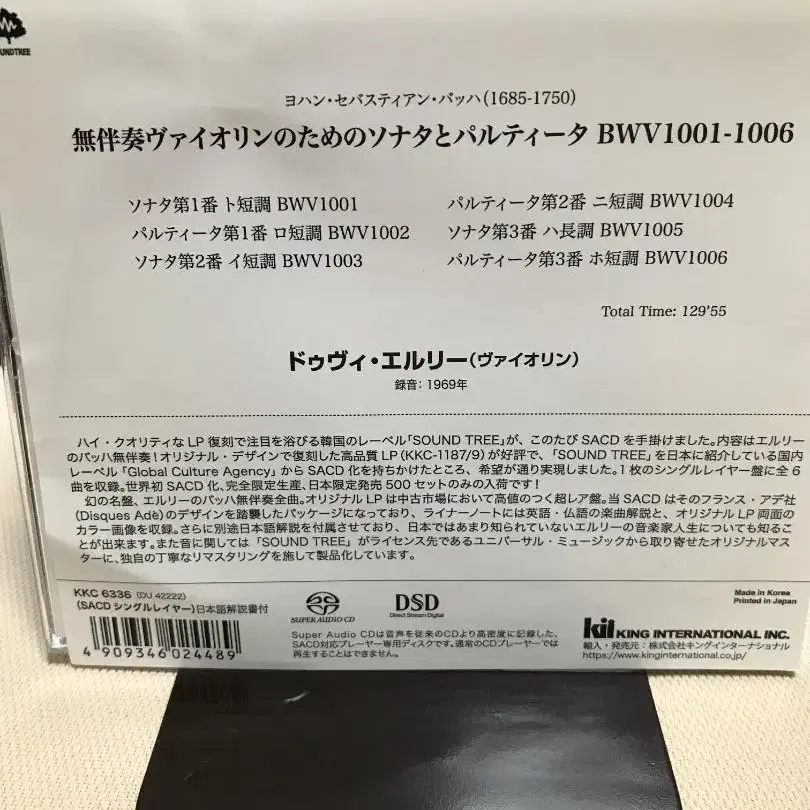 OUND TREE
ヨハン・セバスティアン・バッハ(1685-1750)
無伴奏ヴァイオリンのためのソナタとパルティータ BWV1001-1006
ソナタ第1番 ト短調 BWV1001
パルティータ第1番 ロ短調 BWV1002
ソナタ第2番 イ短調 BWV1003
パルティータ第2番 ニ短調 BWV1004
ソナタ第3番 ハ長調 BWV1005
パルティータ第3番 ホ短調 BWV1006
Total Time: 129'55
ドゥヴィ・エルリー(ヴァイオリン)
録音: 1969年
ハイ・クオリティな LP 復刻で注目を浴びる韓国のレーベル「SOUND TREE」が、このたび SACD を手掛けました。内容はエルリー
のバッハ無伴奏!オリジナル・デザインで復刻した高品質 LP (KKC-1187/9) が好評で、「SOUND TREE」を日本に紹介している国内
レーベル「Global Culture Agency」から SACD 化を持ちかけたところ、希望が通り実現しました。1 枚のシングルレイヤー盤に全 6
曲を収録。世界初 SACD 化、完全限定生産、日本限定発売 500 セットのみの入荷です!
幻の名盤、エルリーのバッハ無伴奏全曲。オリジナル LP は中古市場において高値のつく超レア盤。当 SACD はそのフランス・アデ社
(Disques Adè) のデザインを踏襲したパッケージになっており、ライナーノートには英語・仏語の楽曲解説と、オリジナル LP 両面の
カラー画像を収録。さらに別途日本語解説を付属させており、日本ではあまり知られていないエルリーの音楽家人生についても知るこ
とが出来ます。また音に関しては「SOUND TREE」がライセンス先であるユニバーサル・ミュージックから取り寄せたオリジナルマス
ターに、独自の丁寧なリマスタリングを施して製品化しています。
KKC 6336 (DU 42222)
(SACD シングルレイヤー)日本語解説書付
4 909346 024489
SUPER AUDIO CD
DSD
Direct Stream Digital
Super Audio CDは音声を従来のCDより高密度に記録した、
SACD対応プレーヤー専用ディスクです。通常のCDプレーヤーでは
再生することはできません。
Made in Korea
Printed in Japan
kii KING INTERNATIONAL INC.
輸入・発売元: 株式会社キングインターナショナル
https://www.kinginternational.co.jp/